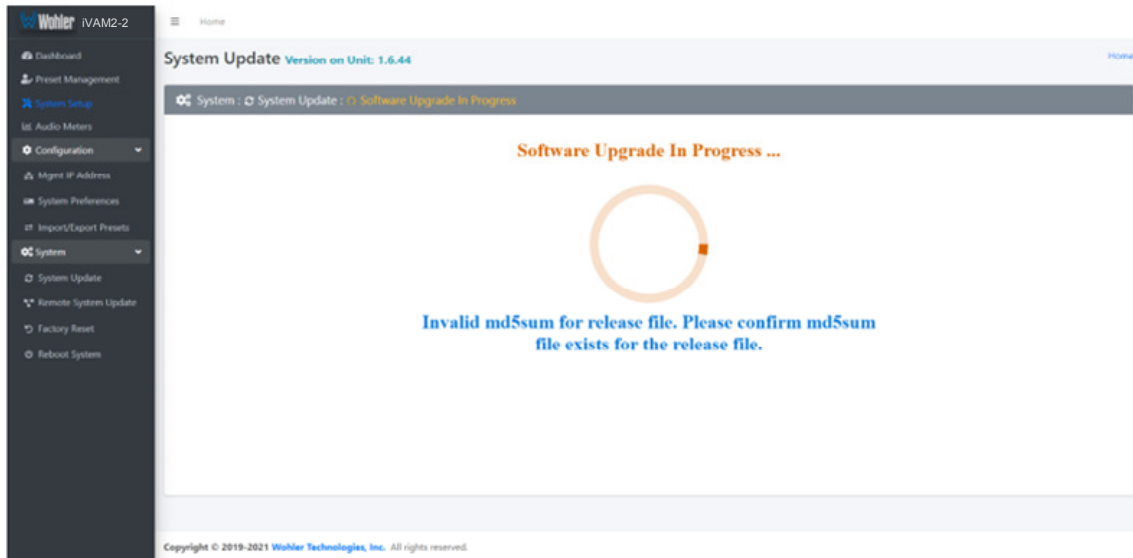 Wohler iVAM2-2
Home
Dashboard
Preset Management
System Setup
Audio Meters
Configuration
Mgmt IP Address
System Preferences
Import/Export Presets
System
System Update
Remote System Update
Factory Reset
Reboot System
System Update Version on Unit: 1.6.44
Home
System : System Update : Software Upgrade In Progress
Software Upgrade In Progress ...
Invalid md5sum for release file. Please confirm md5sum
file exists for the release file.
Copyright © 2019-2021 Wohler Technologies, Inc. All rights reserved.